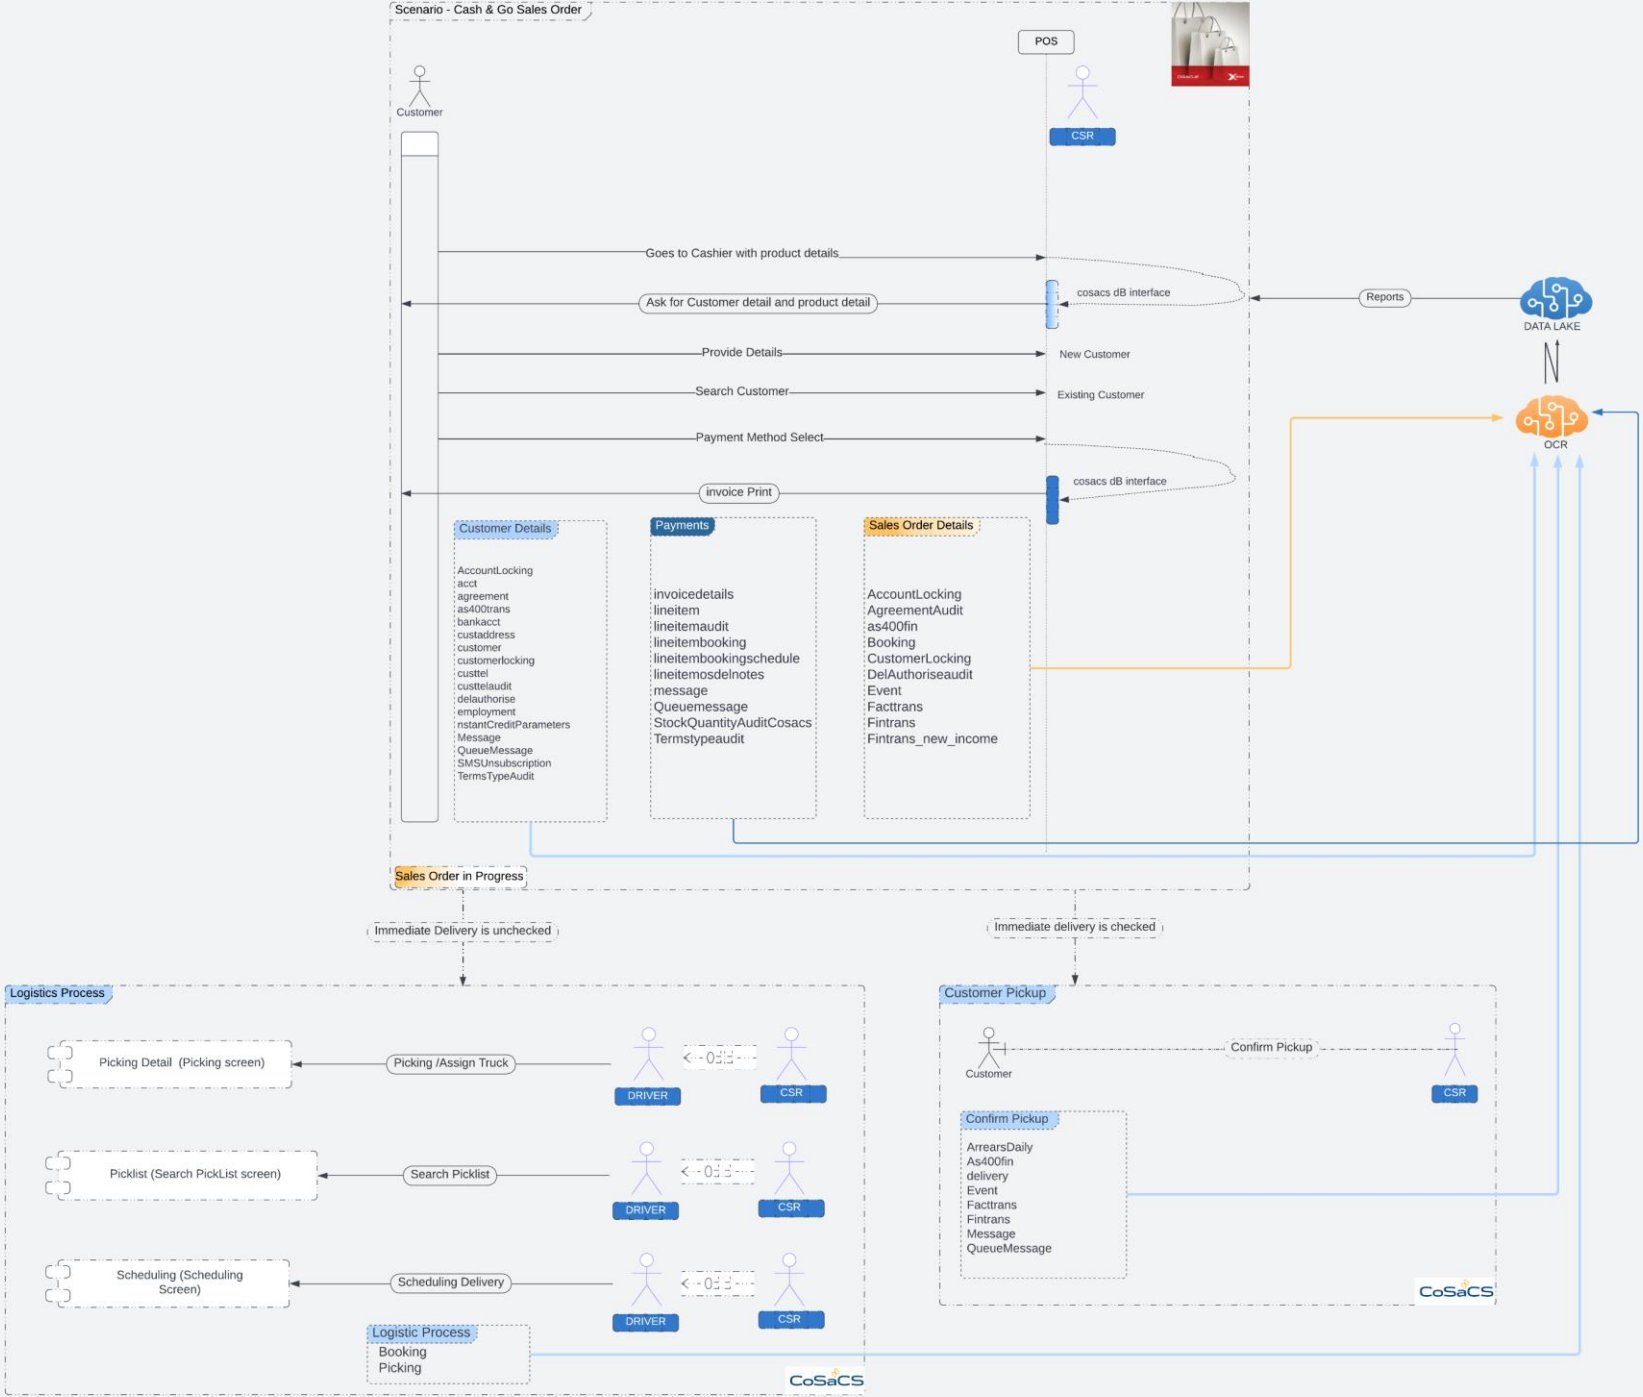 Scenario - Cash & Go Sales Order
POS
Customer
CSR
Goes to Cashier with product details
cosacs dB interface
Ask for Customer detail and product detail
Reports
DATA LAKE
Provide Details
New Customer
Search Customer
Existing Customer
Payment Method Select
OCR
cosacs dB interface
invoice Print
Customer Details
AccountLocking
acct
agreement
as400trans
bankacct
custaddress
customer
customerlocking
custtel
custtelaudit
delauthorise
employment
nstantCreditParameters
Message
QueueMessage
SMSUnsubscription
TermsTypeAudit
Payments
invoicedetails
lineitem
lineitemaudit
lineitembooking
lineitembookingschedule
lineitemosdelnotes
message
Queuemessage
StockQuantityAuditCosacs
Termstypeaudit
Sales Order Details
AccountLocking
AgreementAudit
as400fin
Booking
CustomerLocking
DelAuthoriseaudit
Event
Facttrans
Fintrans
Fintrans_new_income
Sales Order in Progress
Immediate Delivery is unchecked
Immediate delivery is checked
Logistics Process
Picking Detail (Picking screen)
Picking /Assign Truck
DRIVER
CSR
Picklist (Search PickList screen)
Search Picklist
DRIVER
CSR
Scheduling (Scheduling
Screen)
Scheduling Delivery
DRIVER
CSR
Logistic Process
Booking
Picking
CoSaCS
Customer Pickup
Customer
Confirm Pickup
CSR
Confirm Pickup
ArrearsDaily
As400fin
delivery
Event
Facttrans
Fintrans
Message
QueueMessage
CoSaCS